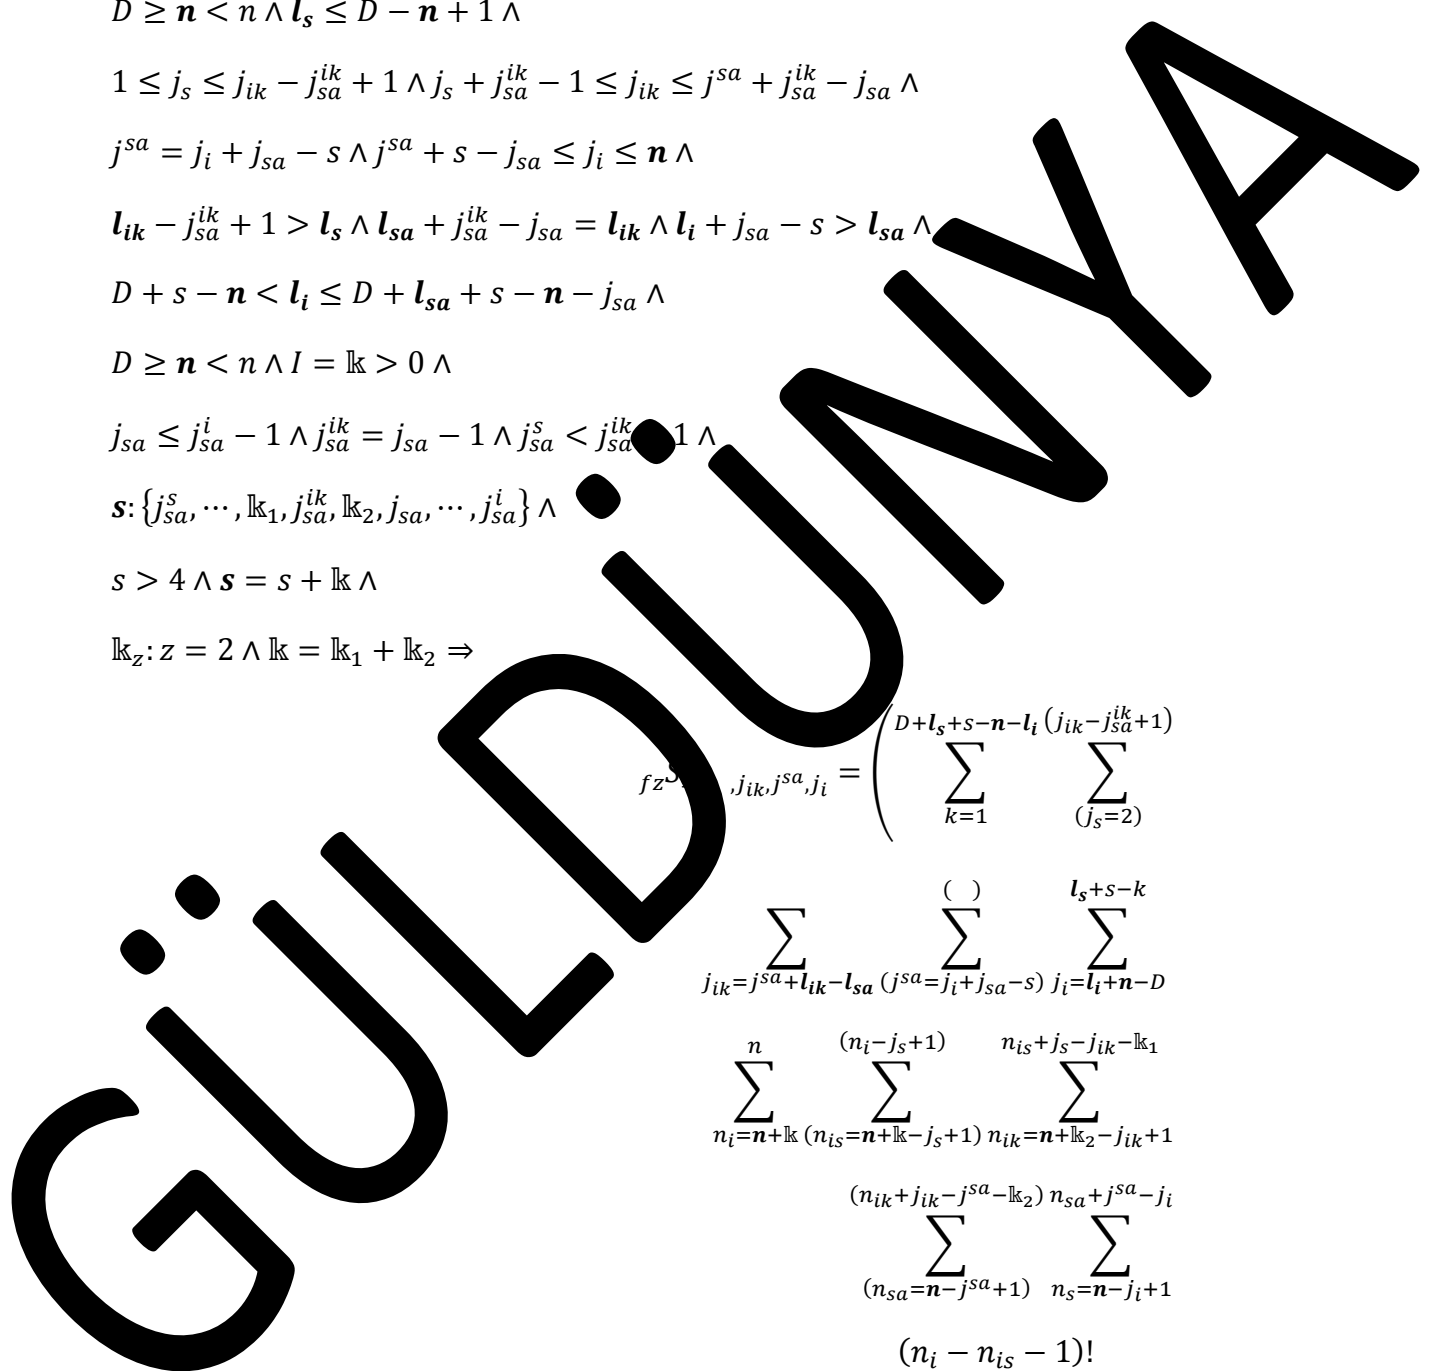 D ≥ n < n ∧ l_s ≤ D − n + 1 ∧
1 ≤ j_s ≤ j_{ik} − j_{sa}^{ik} + 1 ∧ j_s + j_{sa}^{ik} − 1 ≤ j_{ik} ≤ j^{sa} + j_{sa}^{ik} − j_{sa} ∧
j^{sa} = j_i + j_{sa} − s ∧ j^{sa} + s − j_{sa} ≤ j_i ≤ n ∧
l_{ik} − j_{sa}^{ik} + 1 > l_s ∧ l_{sa} + j_{sa}^{ik} − j_{sa} = l_{ik} ∧ l_i + j_{sa} − s > l_{sa} ∧
D + s − n < l_i ≤ D + l_{sa} + s − n − j_{sa} ∧
D ≥ n < n ∧ I = 𝕜 > 0 ∧
j_{sa} ≤ j_{sa}^{i} − 1 ∧ j_{sa}^{ik} = j_{sa} − 1 ∧ j_{sa}^{s} < j_{sa}^{ik} 1 ∧
s: {j_{sa}^{s}, ⋯, 𝕜_1, j_{sa}^{ik}, 𝕜_2, j_{sa}, ⋯, j_{sa}^{i}} ∧
s > 4 ∧ s = s + 𝕜 ∧
𝕜_z: z = 2 ∧ 𝕜 = 𝕜_1 + 𝕜_2 ⇒
_{fz}S_{,j_{ik},j^{sa},j_i} = ( ∑_{k=1}^{D+l_s+s−n−l_i} ∑_{(j_s=2)}^{(j_{ik}−j_{sa}^{ik}+1)}
∑_{j_{ik}=j^{sa}+l_{ik}−l_{sa}} ∑_{(j^{sa}=j_i+j_{sa}−s)}^{( )} ∑_{j_i=l_i+n−D}^{l_s+s−k}
∑_{n_i=n+𝕜}^{n} ∑_{(n_{is}=n+𝕜−j_s+1)}^{(n_i−j_s+1)} ∑_{n_{ik}=n+𝕜_2−j_{ik}+1}^{n_{is}+j_s−j_{ik}−𝕜_1}
∑_{(n_{sa}=n−j^{sa}+1)}^{(n_{ik}+j_{ik}−j^{sa}−𝕜_2)} ∑_{n_s=n−j_i+1}^{n_{sa}+j^{sa}−j_i}
(n_i − n_{is} − 1)!
GÜLDÜNYA